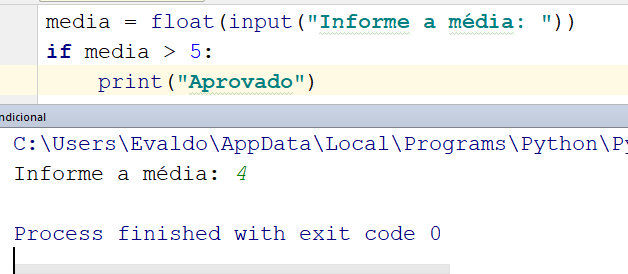 media = float(input("Informe a média: "))
if media > 5:
    print("Aprovado")
ndicional
C:\Users\Evaldo\AppData\Local\Programs\Python\Py
Informe a média: 4
Process finished with exit code 0